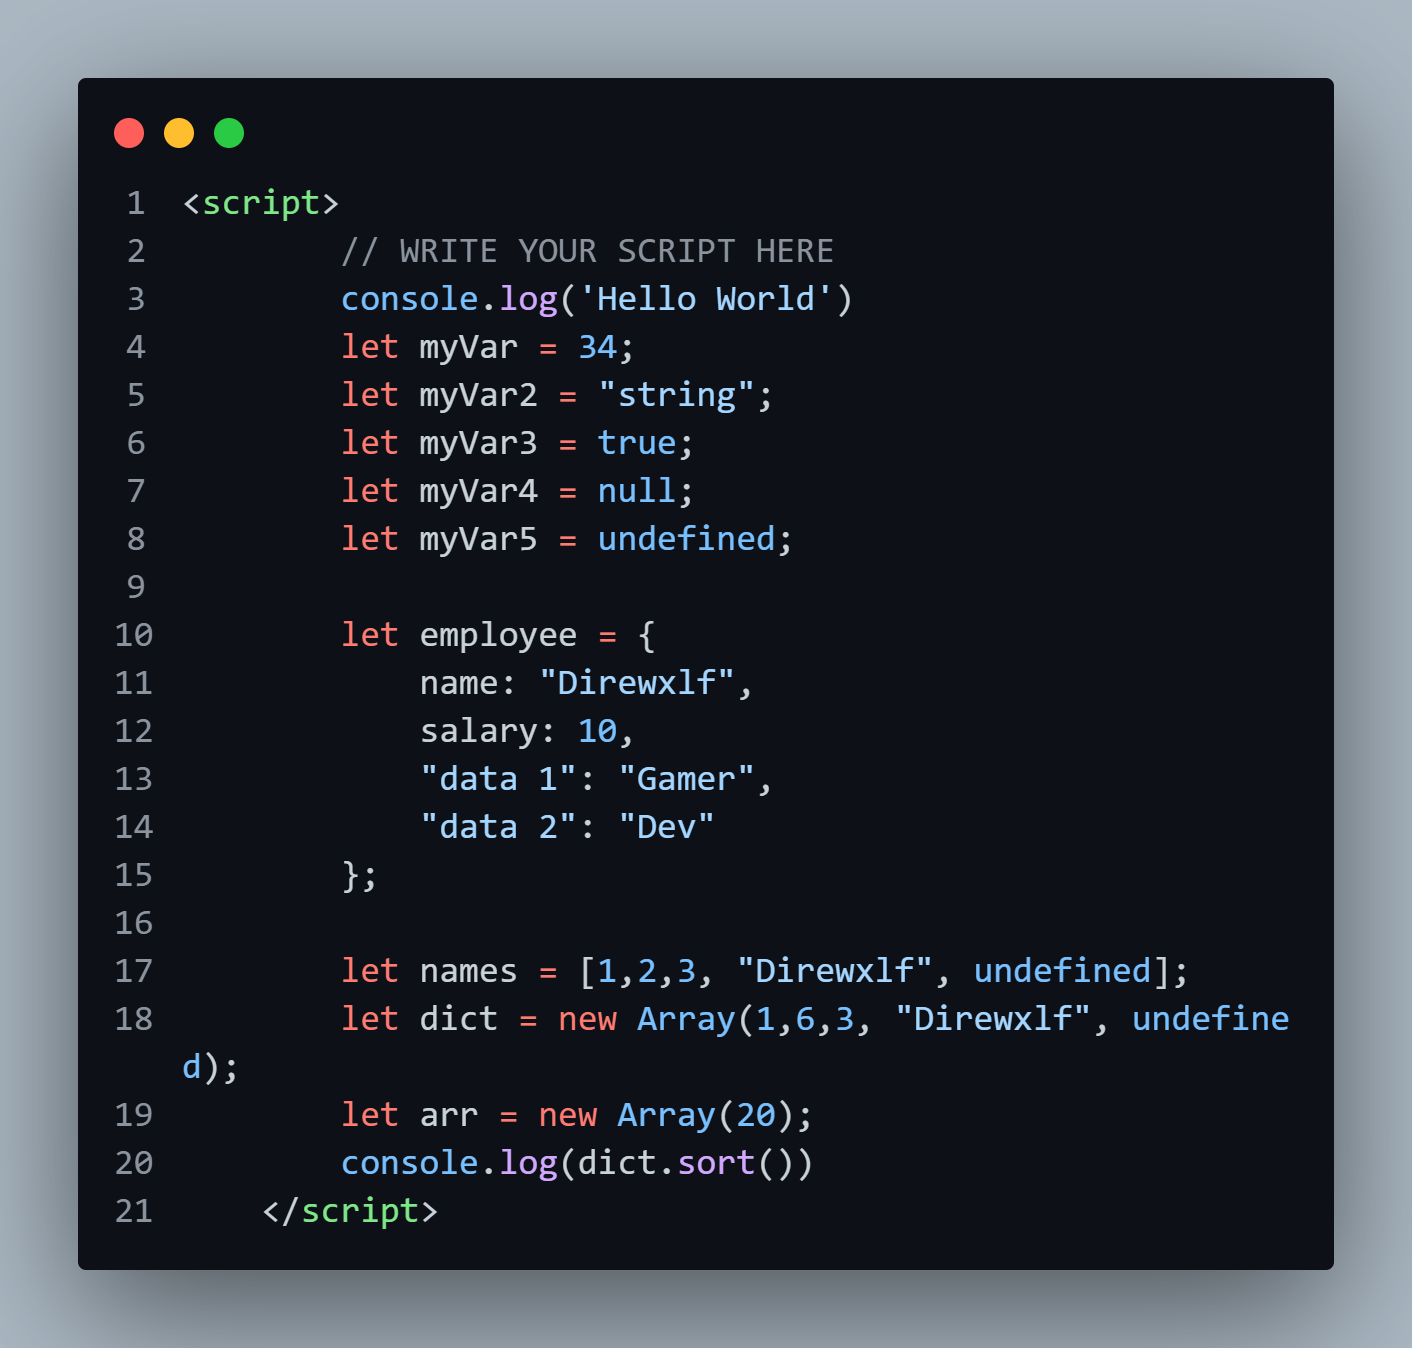 1 <script>
2         // WRITE YOUR SCRIPT HERE
3         console.log('Hello World')
4         let myVar = 34;
5         let myVar2 = "string";
6         let myVar3 = true;
7         let myVar4 = null;
8         let myVar5 = undefined;
9
10         let employee = {
11             name: "Direwxlf",
12             salary: 10,
13             "data 1": "Gamer",
14             "data 2": "Dev"
15         };
16
17         let names = [1,2,3, "Direwxlf", undefined];
18         let dict = new Array(1,6,3, "Direwxlf", undefine
d);
19         let arr = new Array(20);
20         console.log(dict.sort())
21     </script>